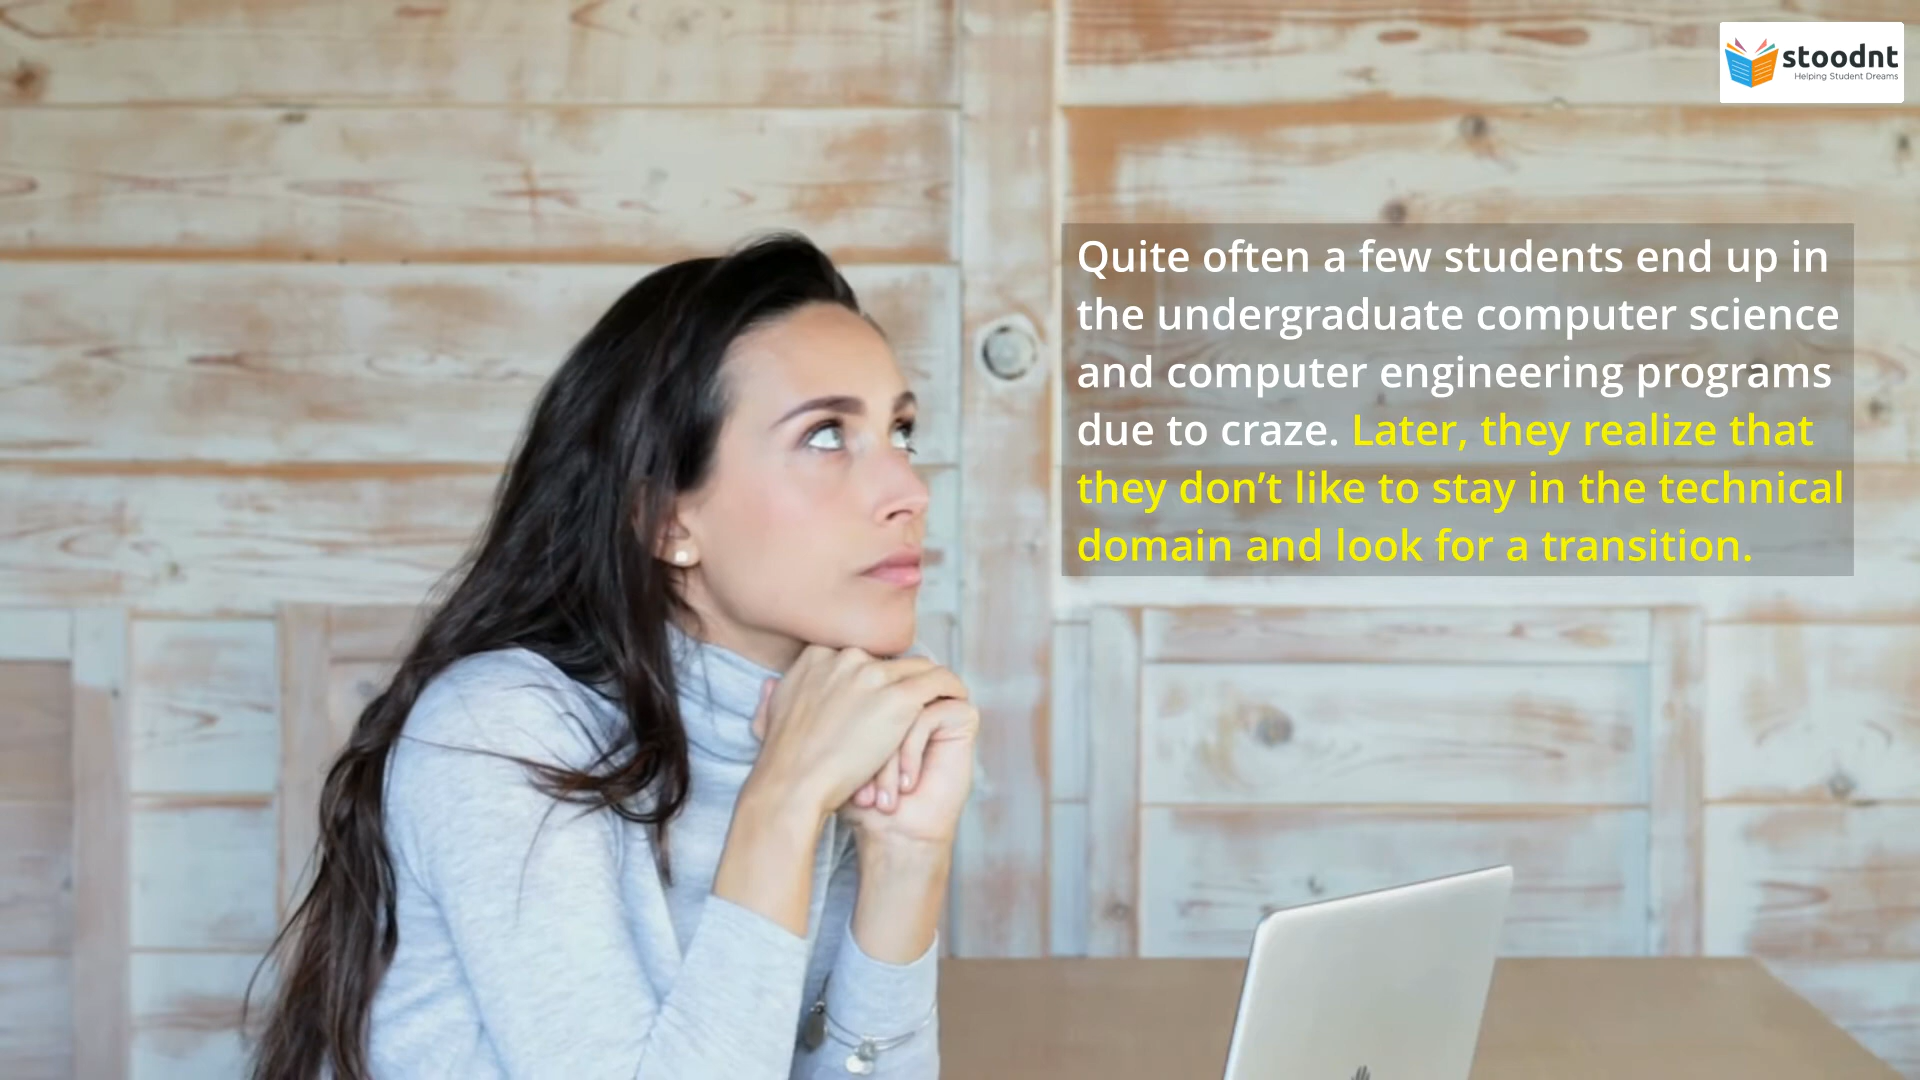 stoodnt
Helping Student Dreams
Quite often a few students end up in
the undergraduate computer science
and computer engineering programs
due to craze. Later, they realize that
they don’t like to stay in the technical
domain and look for a transition.